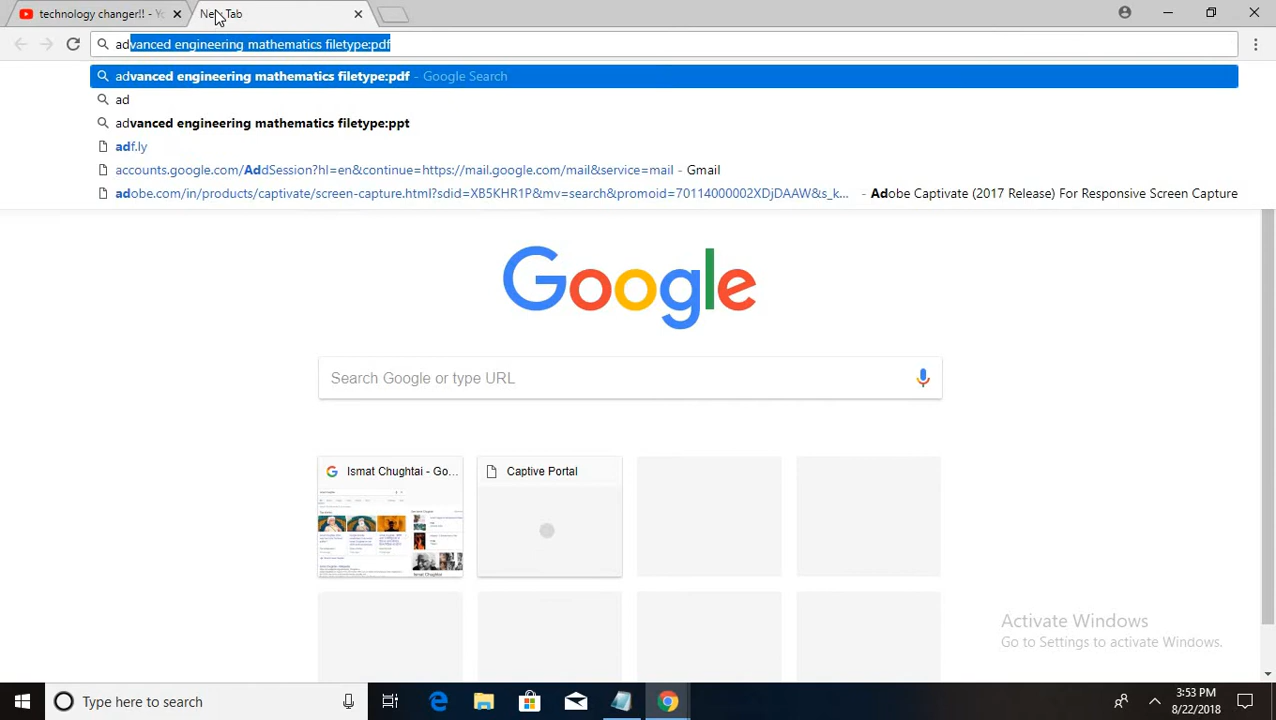 technology changer!! - Yo
New Tab
advanced engineering mathematics filetype:pdf
advanced engineering mathematics filetype:pdf - Google Search
ad
advanced engineering mathematics filetype:ppt
adf.ly
accounts.google.com/AddSession?hl=en&continue=https://mail.google.com/mail&service=mail - Gmail
adobe.com/in/products/captivate/screen-capture.html?sdid=XB5KHR1P&mv=search&promoid=70114000002XDjDAAW&s_k... - Adobe Captivate (2017 Release) For Responsive Screen Capture
Google
Search Google or type URL
Ismat Chughtai - Go...
Captive Portal
Activate Windows
Go to Settings to activate Windows.
Type here to search
3:53 PM
8/22/2018